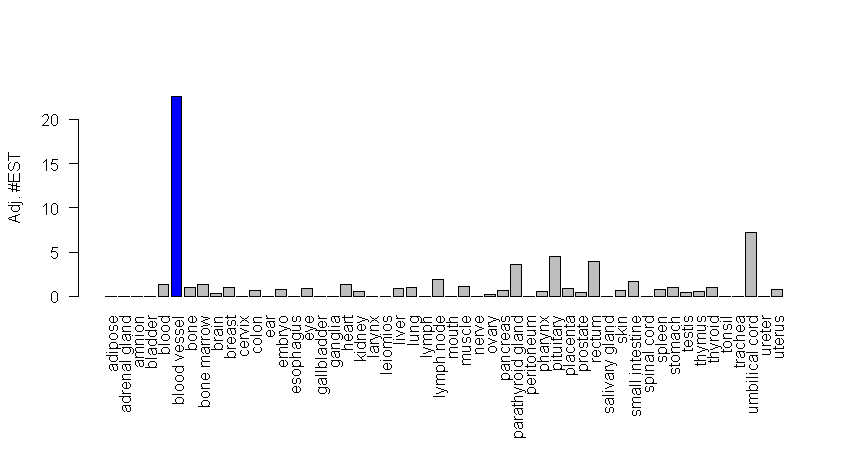 Adj. #EST
20
15
10
5
0
adipose
adrenal gland
amnion
bladder
blood
blood vessel
bone
bone marrow
brain
breast
cervix
colon
ear
embryo
esophagus
eye
gallbladder
ganglia
heart
kidney
larynx
leiomios
liver
lung
lymph
lymph node
mouth
muscle
nerve
ovary
pancreas
parathyroid gland
peritoneum
pharynx
pituitary
placenta
prostate
rectum
salivary gland
skin
small intestine
spinal cord
spleen
stomach
testis
thymus
thyroid
tonsil
trachea
umbilical cord
ureter
uterus